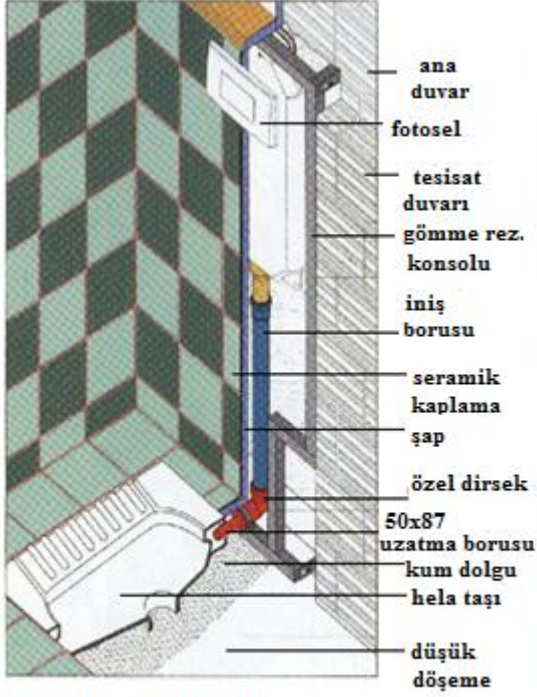 ana
duvar
fotosel
tesisat
duvarı
gömme rez.
konsolu
iniş
borusu
seramik
kaplama
şap
özel dirsek
50x87
uzatma borusu
kum dolgu
hela taşı
düşük
döşeme